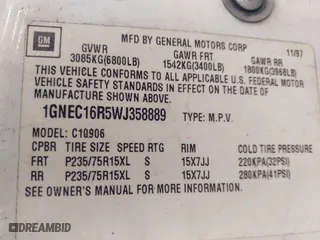 GM
MFD BY GENERAL MOTORS CORP 11/97
GVWR GAWR FRT GAWR RR
3085KG(6800LB) 1542KG(3400LB) 1800KG(3968LB)
THIS VEHICLE CONFORMS TO ALL APPLICABLE U.S. FEDERAL MOTOR
VEHICLE SAFETY STANDARDS IN EFFECT ON THE DATE OF
MANUFACTURE SHOWN ABOVE.
1GNEC16R5WJ358889 TYPE: M.P.V.
MODEL: C10906
CPBR TIRE SIZE SPEED RTG RIM COLD TIRE PRESSURE
FRT P235/75R15XL S 15X7JJ 220KPA(32PSI)
RR P235/75R15XL S 15X7JJ 280KPA(41PSI)
SEE OWNER'S MANUAL FOR MORE INFORMATION.